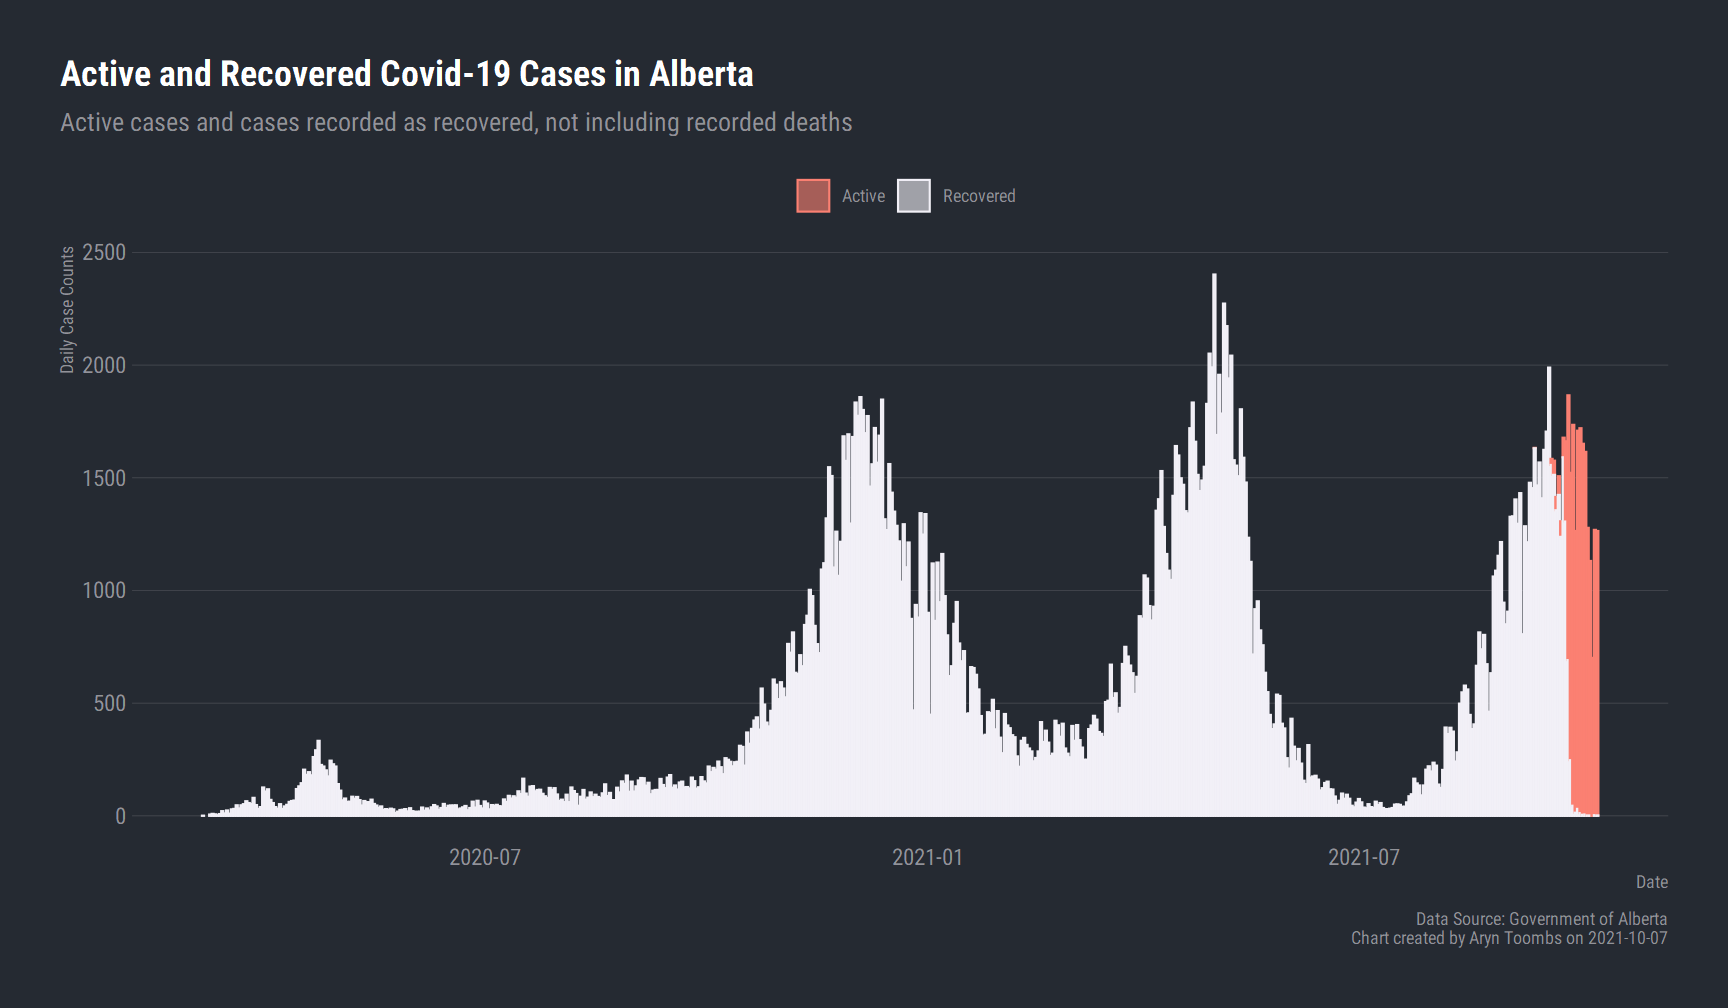 Active and Recovered Covid-19 Cases in Alberta
Active cases and cases recorded as recovered, not including recorded deaths
Active
Recovered
Daily Case Counts
2500
2000
1500
1000
500
0
2020-07
2021-01
2021-07
Date
Data Source: Government of Alberta
Chart created by Aryn Toombs on 2021-10-07